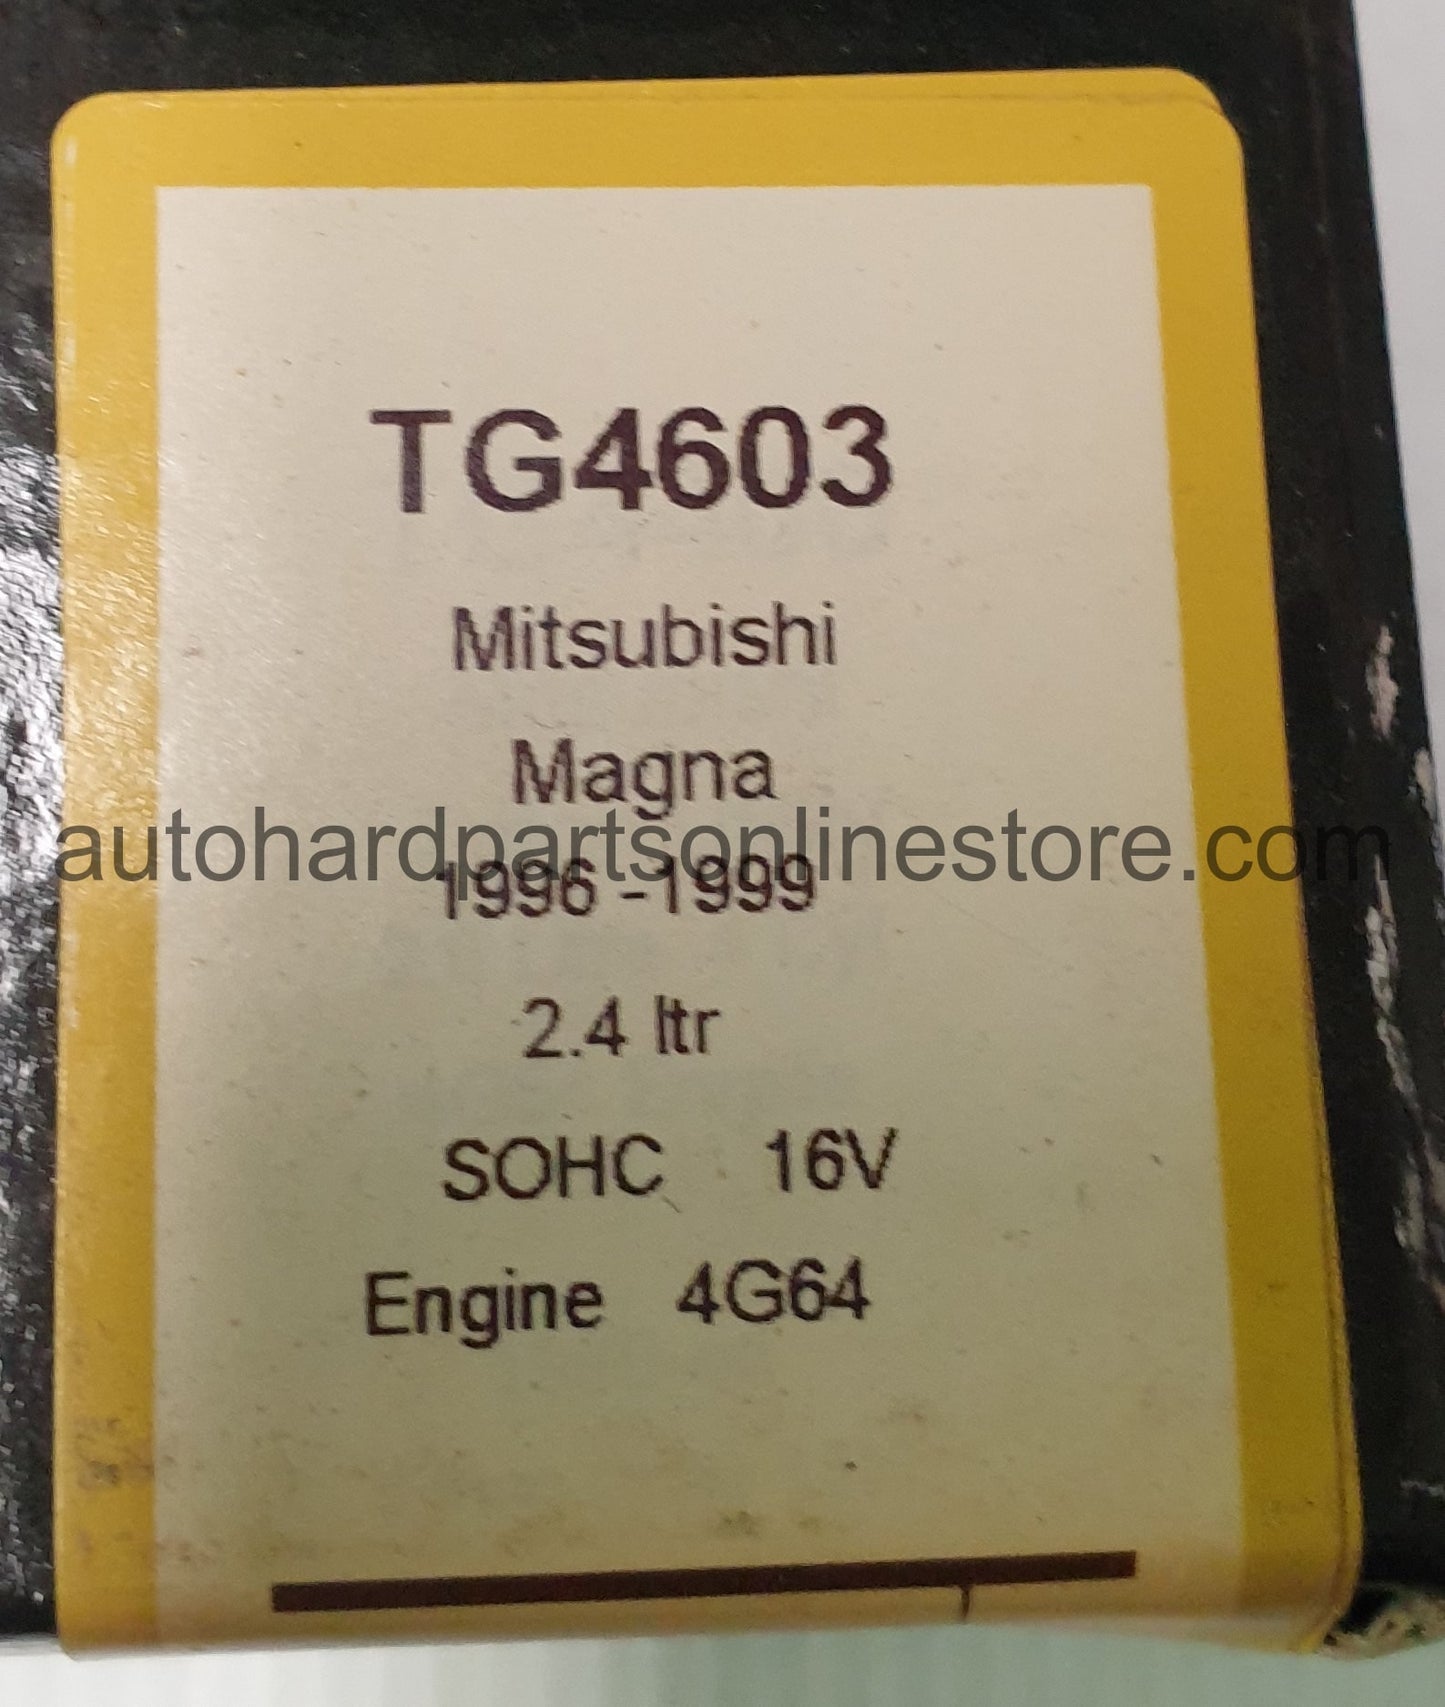 TG4603
Mitsubishi
Magna
autohardpartsonlinestore.com
1996 -1999
2.4 ltr
SOHC 16V
Engine 4G64